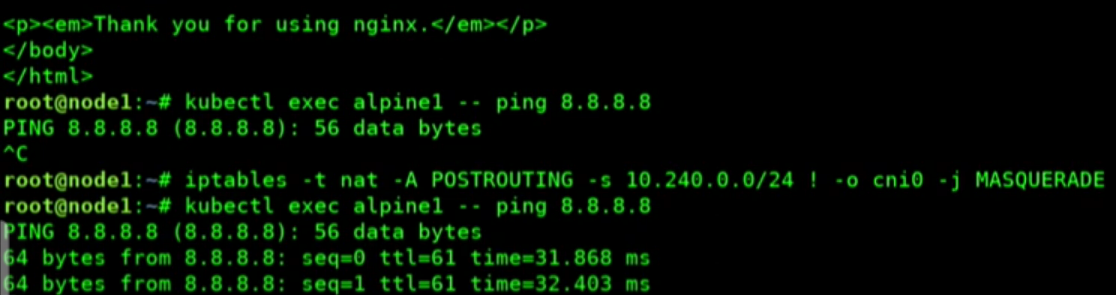 <p><em>Thank you for using nginx.</em></p>
</body>
</html>
root@node1:~# kubectl exec alpine1 -- ping 8.8.8.8
PING 8.8.8.8 (8.8.8.8): 56 data bytes
^C
root@node1:~# iptables -t nat -A POSTROUTING -s 10.240.0.0/24 ! -o cni0 -j MASQUERADE
root@node1:~# kubectl exec alpine1 -- ping 8.8.8.8
PING 8.8.8.8 (8.8.8.8): 56 data bytes
64 bytes from 8.8.8.8: seq=0 ttl=61 time=31.868 ms
64 bytes from 8.8.8.8: seq=1 ttl=61 time=32.403 ms